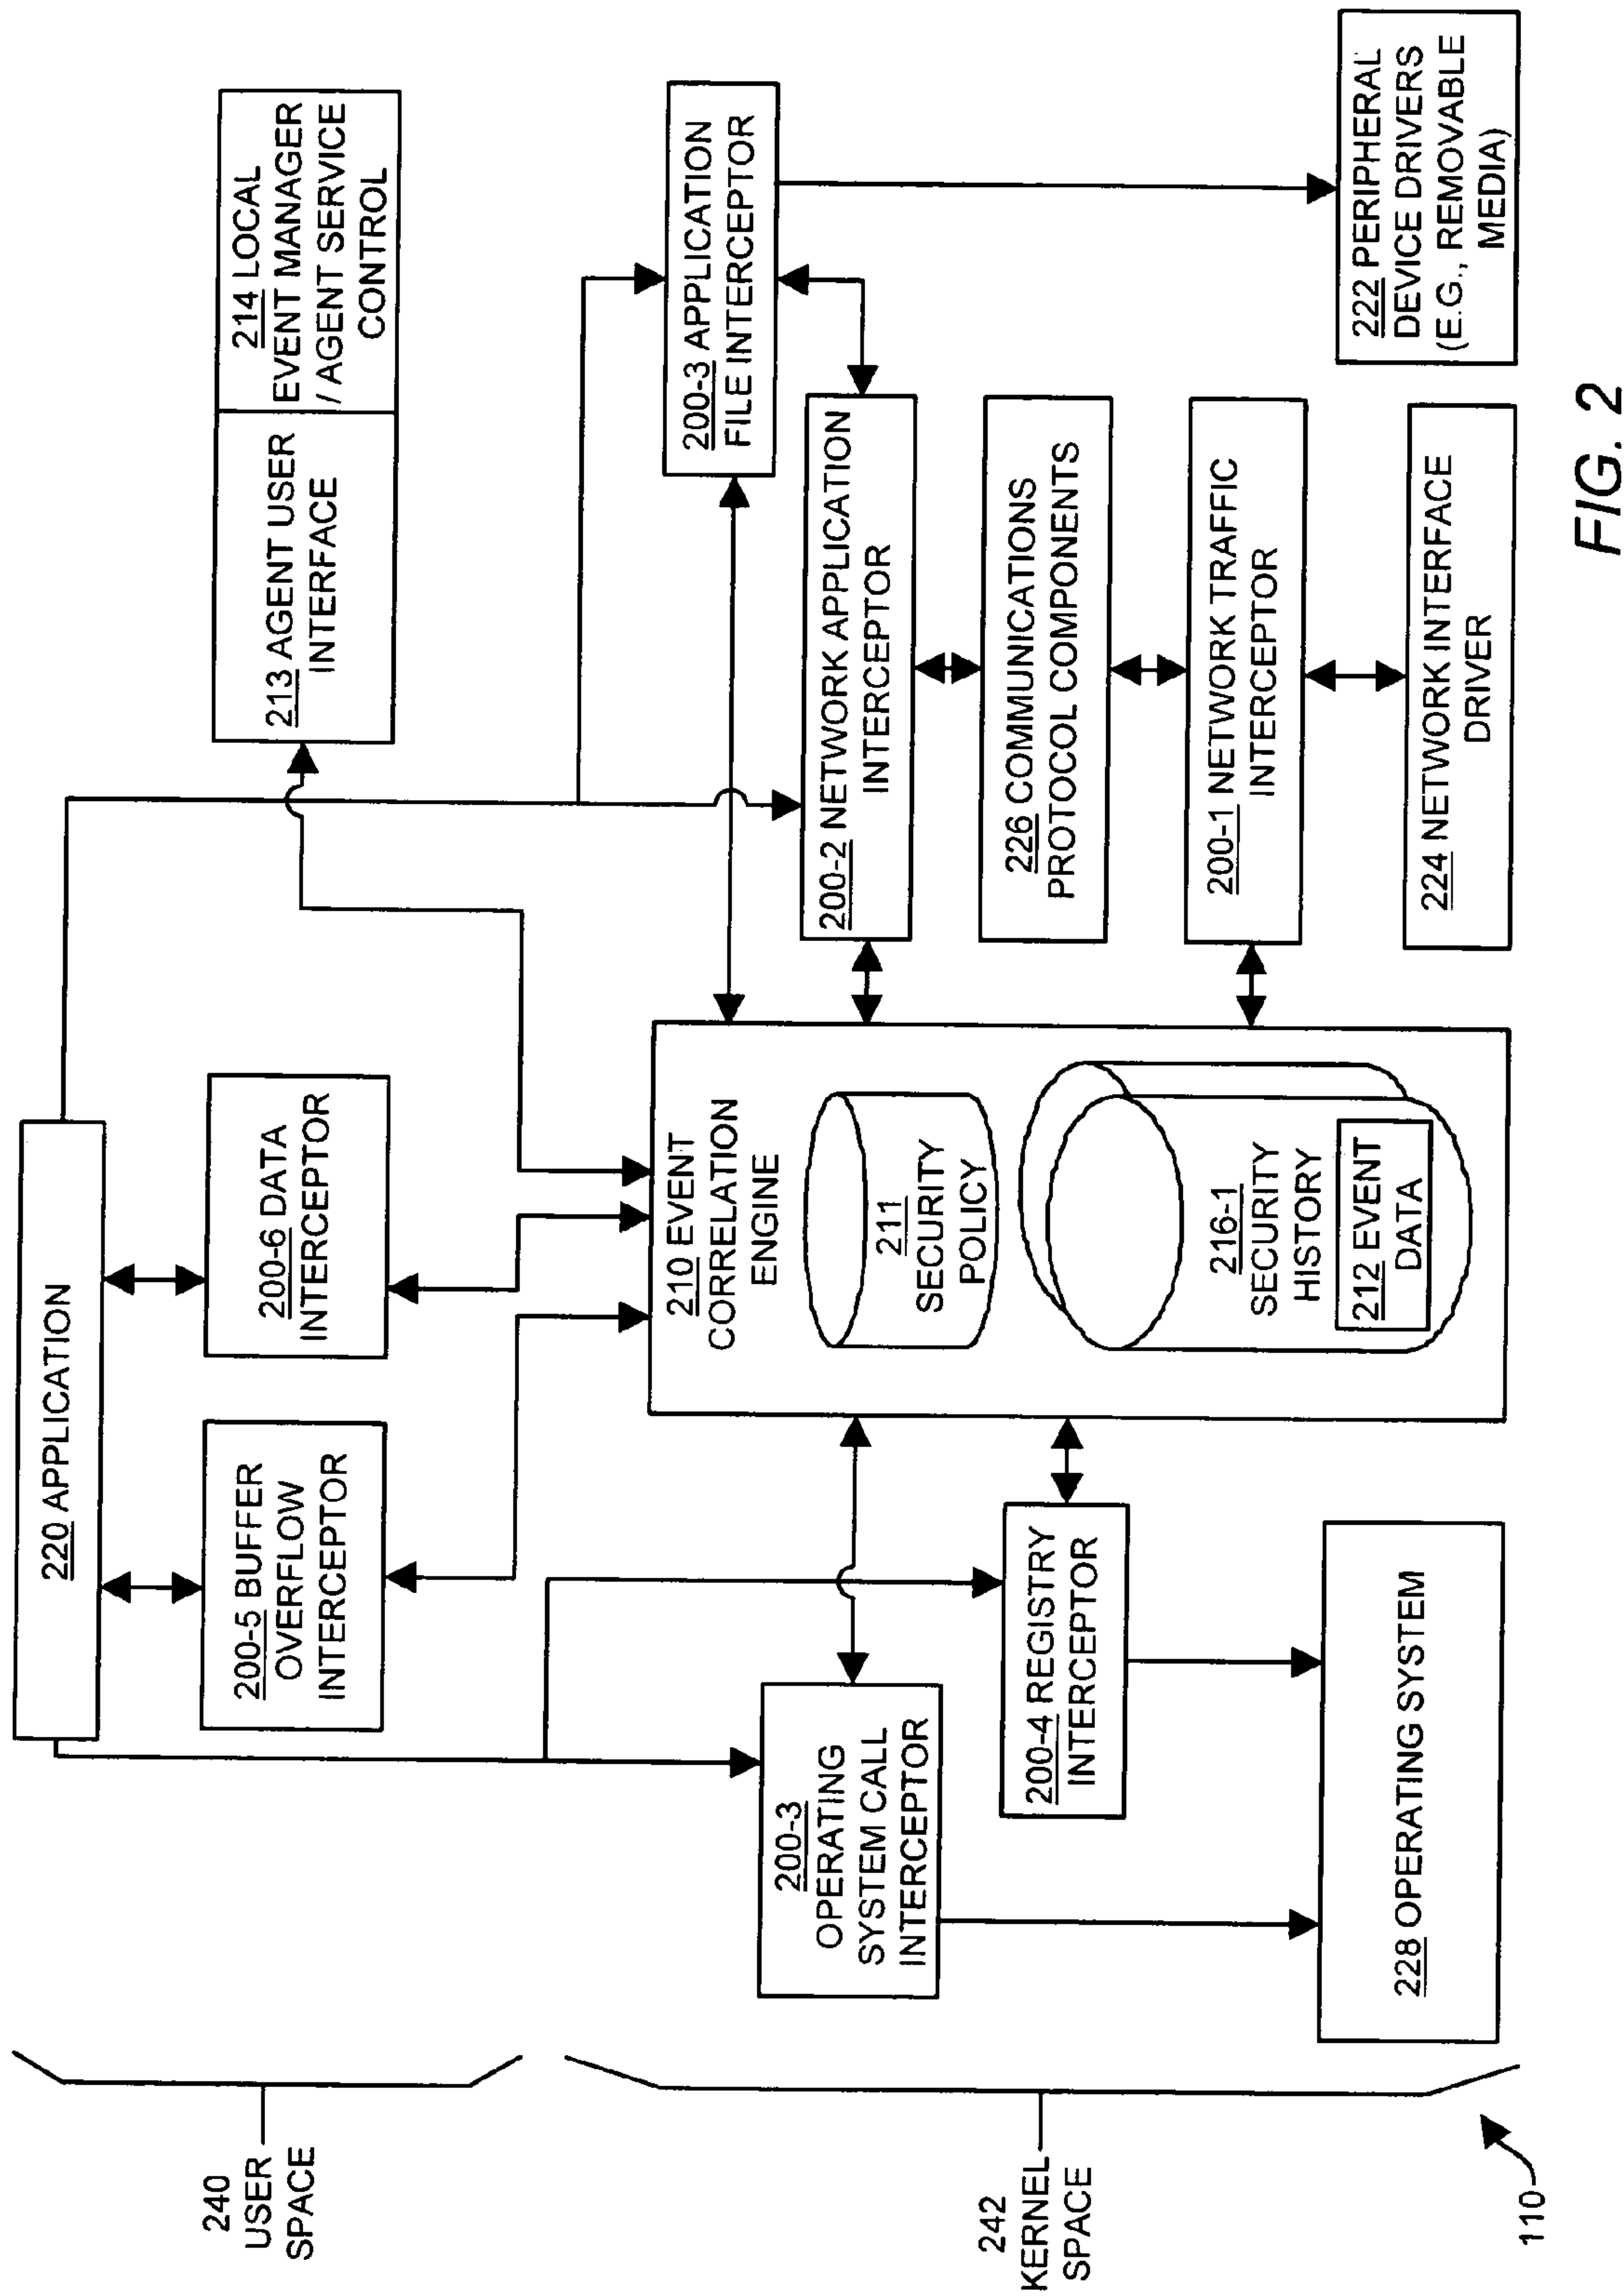 240
USER
SPACE
242
KERNEL
SPACE
110
220 APPLICATION
200-5 BUFFER
OVERFLOW
INTERCEPTOR
200-6 DATA
INTERCEPTOR
213 AGENT USER
INTERFACE
214 LOCAL
EVENT MANAGER
/ AGENT SERVICE
CONTROL
200-3
OPERATING
SYSTEM CALL
INTERCEPTOR
200-4 REGISTRY
INTERCEPTOR
228 OPERATING SYSTEM
210 EVENT
CORRELATION
ENGINE
211
SECURITY
POLICY
216-1
SECURITY
HISTORY
212 EVENT
DATA
200-3 APPLICATION
FILE INTERCEPTOR
200-2 NETWORK APPLICATION
INTERCEPTOR
226 COMMUNICATIONS
PROTOCOL COMPONENTS
200-1 NETWORK TRAFFIC
INTERCEPTOR
224 NETWORK INTERFACE
DRIVER
222 PERIPHERAL
DEVICE DRIVERS
(E.G., REMOVABLE
MEDIA)
FIG. 2